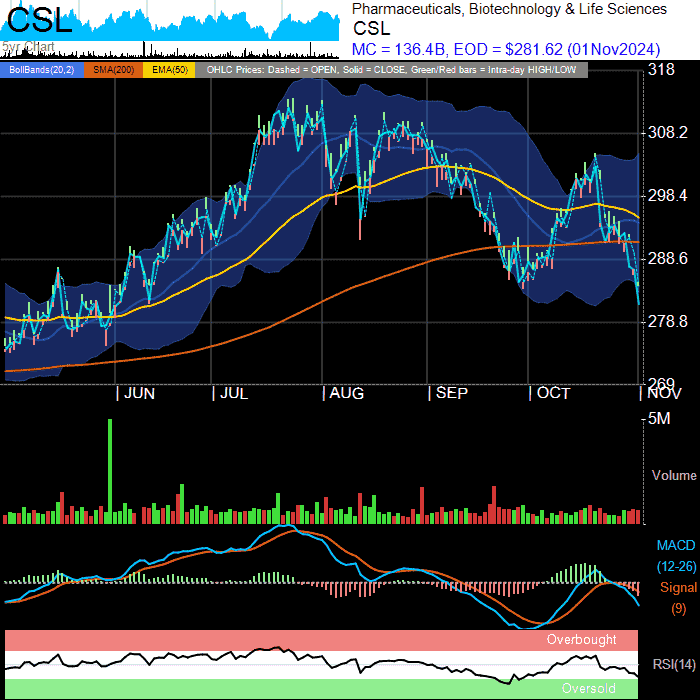 CSL
5yr Chart
Pharmaceuticals, Biotechnology & Life Sciences
CSL
MC = 136.4B, EOD = $281.62 (01Nov2024)
BollBands(20,2) SMA(200) EMA(50) OHLC Prices: Dashed = OPEN, Solid = CLOSE, Green/Red bars = Intra-day HIGH/LOW
318
308.2
298.4
288.6
278.8
269
| JUN | JUL | AUG | SEP | OCT | NOV
5M
Volume
MACD
(12-26)
Signal
(9)
Overbought
RSI(14)
Oversold